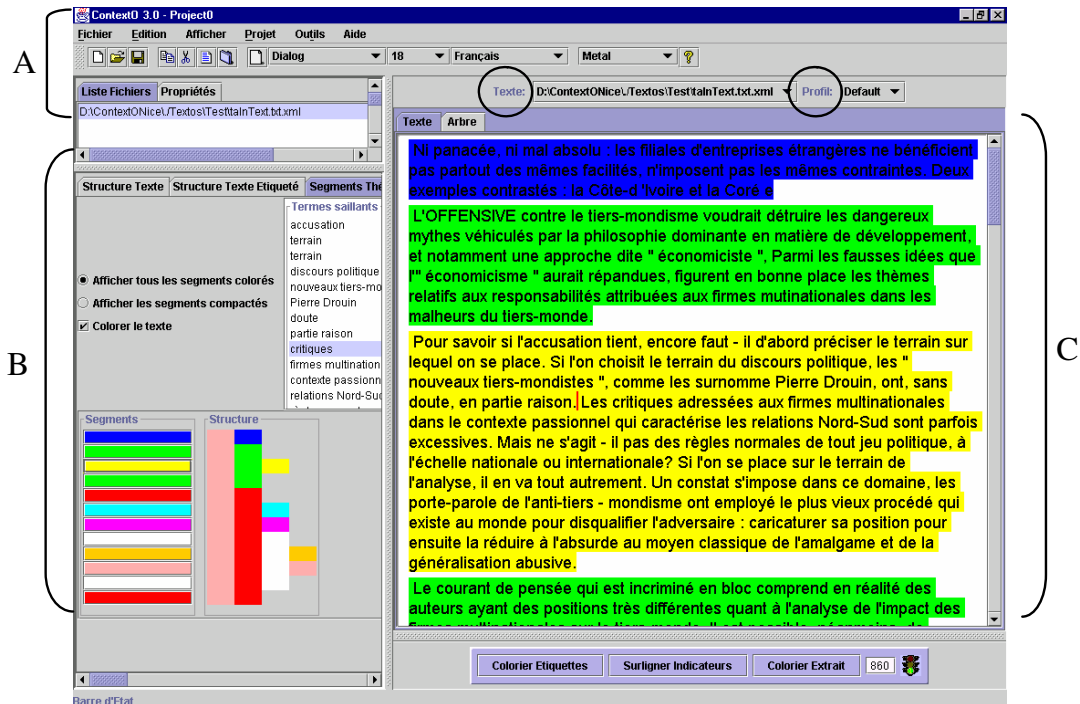 ContextO 3.0 - Project0
Fichier Edition Afficher Projet Outils Aide
Dialog 18 Français Metal ?
A
Liste Fichiers Propriétés
D:\ContextONice\./Textos\Test\taInText.txt.xml
Texte: D:\ContextONice\./Textos\Test\taInText.txt.xml Profil: Default
Texte Arbre
B
Structure Texte Structure Texte Etiqueté Segments Thé
Termes saillants
accusation
terrain
terrain
discours politique
nouveaux tiers-mo
Pierre Drouin
doute
partie raison
critiques
firmes multination
contexte passionn
relations Nord-Sud
Afficher tous les segments colorés
Afficher les segments compactés
Colorer le texte
Segments Structure
C
Ni panacée, ni mal absolu : les filiales d'entreprises étrangères ne bénéficient
pas partout des mêmes facilités, n'imposent pas les mêmes contraintes. Deux
exemples contrastés : la Côte-d 'Ivoire et la Coré e
L'OFFENSIVE contre le tiers-mondisme voudrait détruire les dangereux
mythes véhiculés par la philosophie dominante en matière de développement,
et notamment une approche dite " économiciste ", Parmi les fausses idées que
l'" économicisme " aurait répandues, figurent en bonne place les thèmes
relatifs aux responsabilités attribuées aux firmes mutinationales dans les
malheurs du tiers-monde.
Pour savoir si l'accusation tient, encore faut - il d'abord préciser le terrain sur
lequel on se place. Si l'on choisit le terrain du discours politique, les "
nouveaux tiers-mondistes ", comme les surnomme Pierre Drouin, ont, sans
doute, en partie raison. Les critiques adressées aux firmes multinationales
dans le contexte passionnel qui caractérise les relations Nord-Sud sont parfois
excessives. Mais ne s'agit - il pas des règles normales de tout jeu politique, à
l'échelle nationale ou internationale? Si l'on se place sur le terrain de
l'analyse, il en va tout autrement. Un constat s'impose dans ce domaine, les
porte-parole de l'anti-tiers - mondisme ont employé le plus vieux procédé qui
existe au monde pour disqualifier l'adversaire : caricaturer sa position pour
ensuite la réduire à l'absurde au moyen classique de l'amalgame et de la
généralisation abusive.
Le courant de pensée qui est incriminé en bloc comprend en réalité des
auteurs ayant des positions très différentes quant à l'analyse de l'impact des
Colorier Etiquettes Surligner Indicateurs Colorier Extrait 860
Barre d'Etat